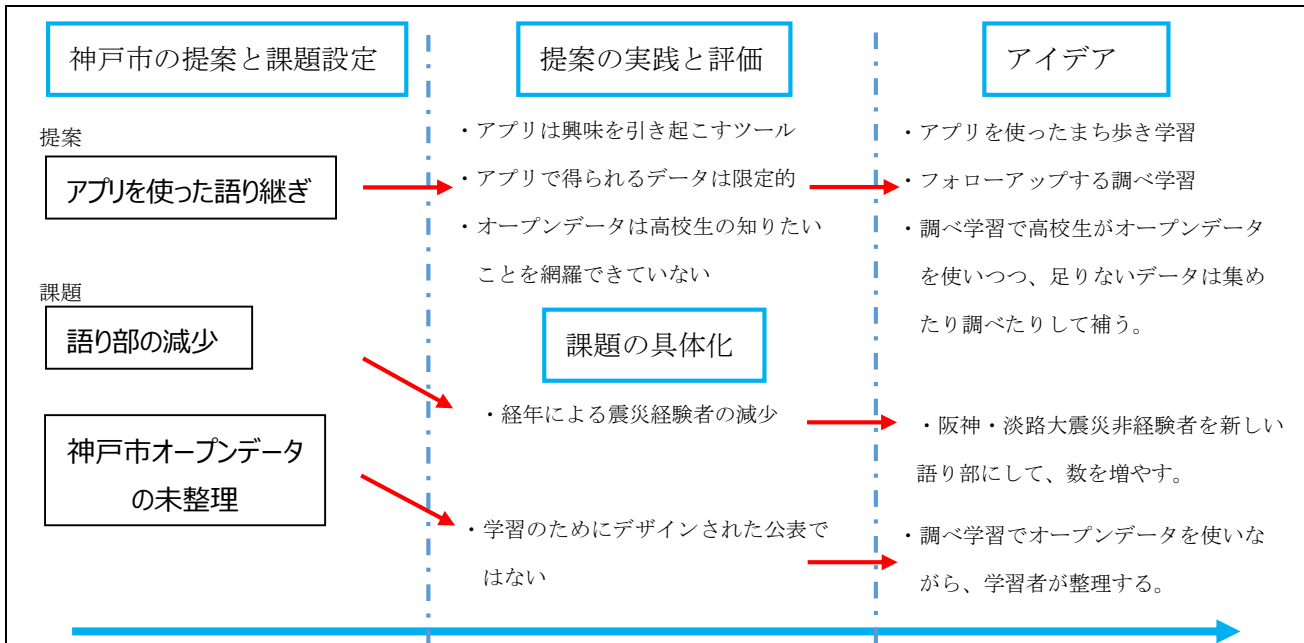 神戸市の提案と課題設定
提案
アプリを使った語り継ぎ
課題
語り部の減少
神戸市オープンデータ
の未整理
提案の実践と評価
・アプリは興味を引き起こすツール
・アプリで得られるデータは限定的
・オープンデータは高校生の知りたい
ことを網羅できていない
課題の具体化
・経年による震災経験者の減少
・学習のためにデザインされた公表で
はない
アイデア
・アプリを使ったまち歩き学習
・フォローアップする調べ学習
・調べ学習で高校生がオープンデータ
を使いつつ、足りないデータは集め
たり調べたりして補う。
・阪神・淡路大震災非経験者を新しい
語り部にして、数を増やす。
・調べ学習でオープンデータを使いな
がら、学習者が整理する。